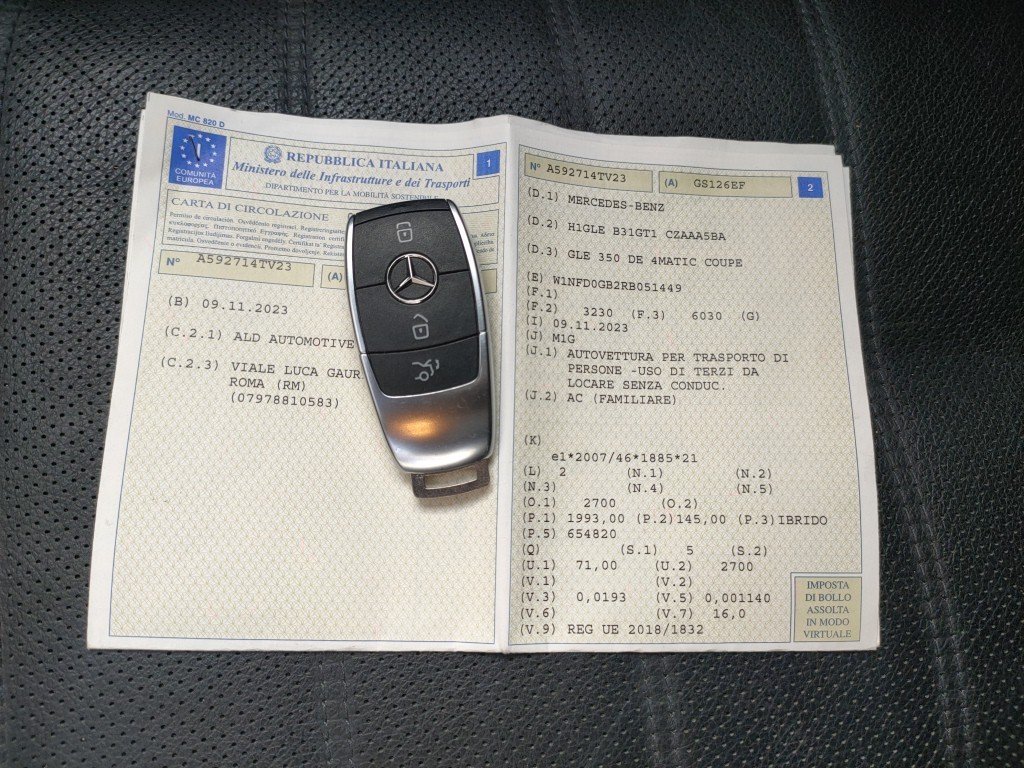 Mod. MC 820 D
COMUNITÀ
EUROPEA
REPUBBLICA ITALIANA
1
Ministero delle Infrastrutture e dei Trasporti
DIPARTIMENTO PER LA MOBILITÀ SOSTENIBILE
CARTA DI CIRCOLAZIONE
N° A592714TV23
(A)
(B) 09.11.2023
(C.2.1) ALD AUTOMOTIVE
(C.2.3) VIALE LUCA GAUR
ROMA (RM)
(07978810583)
N° A592714TV23
(A) GS126EF
2
(D.1) MERCEDES-BENZ
(D.2) H1GLE B31GT1 CZAAA5BA
(D.3) GLE 350 DE 4MATIC COUPE
(E) W1NFD0GB2RB051449
(F.1)
(F.2) 3230 (F.3) 6030 (G)
(I) 09.11.2023
(J) M1G
(J.1) AUTOVETTURA PER TRASPORTO DI
PERSONE -USO DI TERZI DA
LOCARE SENZA CONDUC.
(J.2) AC (FAMILIARE)
(K)
e1*2007/46*1885*21
(L) 2 (N.1) (N.2)
(N.3) (N.4) (N.5)
(O.1) 2700 (O.2)
(P.1) 1993,00 (P.2)145,00 (P.3)IBRIDO
(P.5) 654820
(Q) (S.1) 5 (S.2)
(U.1) 71,00 (U.2) 2700
(V.1) (V.2)
(V.3) 0,0193 (V.5) 0,001140
(V.6) (V.7) 16,0
(V.9) REG UE 2018/1832
IMPOSTA
DI BOLLO
ASSOLTA
IN MODO
VIRTUALE